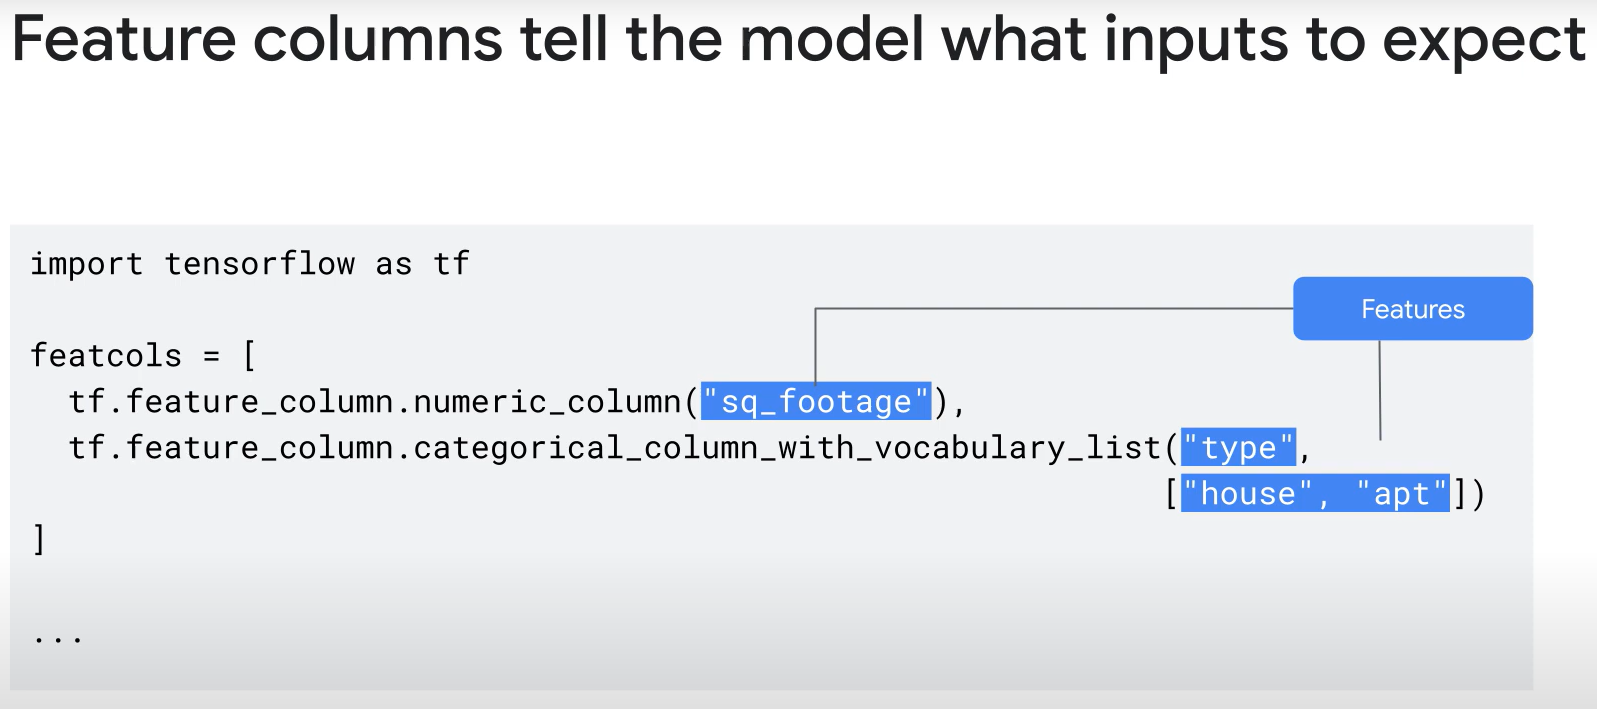 Feature columns tell the model what inputs to expect
import tensorflow as tf
Features
featcols = [
tf.feature_column.numeric_column("sq_footage"),
tf.feature_column.categorical_column_with_vocabulary_list("type",
["house", "apt"])
]
...